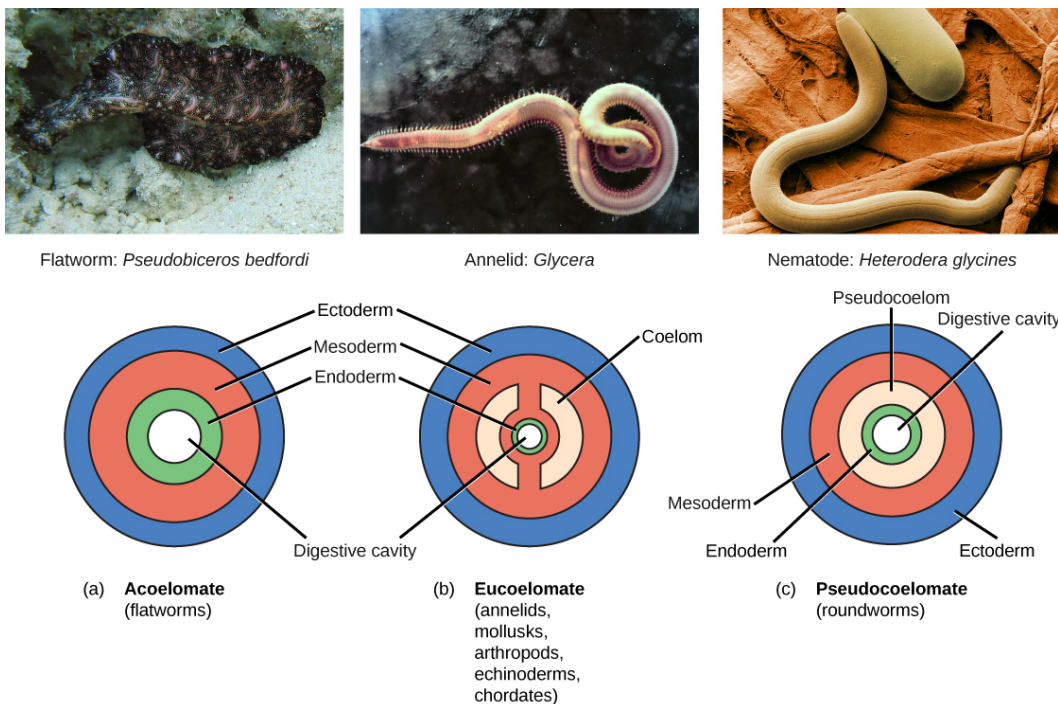 Flatworm: Pseudobiceros bedfordi
Annelid: Glycera
Nematode: Heterodera glycines
Ectoderm
Mesoderm
Endoderm
Digestive cavity
Coelom
Pseudocoelom
Digestive cavity
Mesoderm
Endoderm
Ectoderm
(a) Acoelomate
(flatworms)
(b) Eucoelomate
(annelids,
mollusks,
arthropods,
echinoderms,
chordates)
(c) Pseudocoelomate
(roundworms)